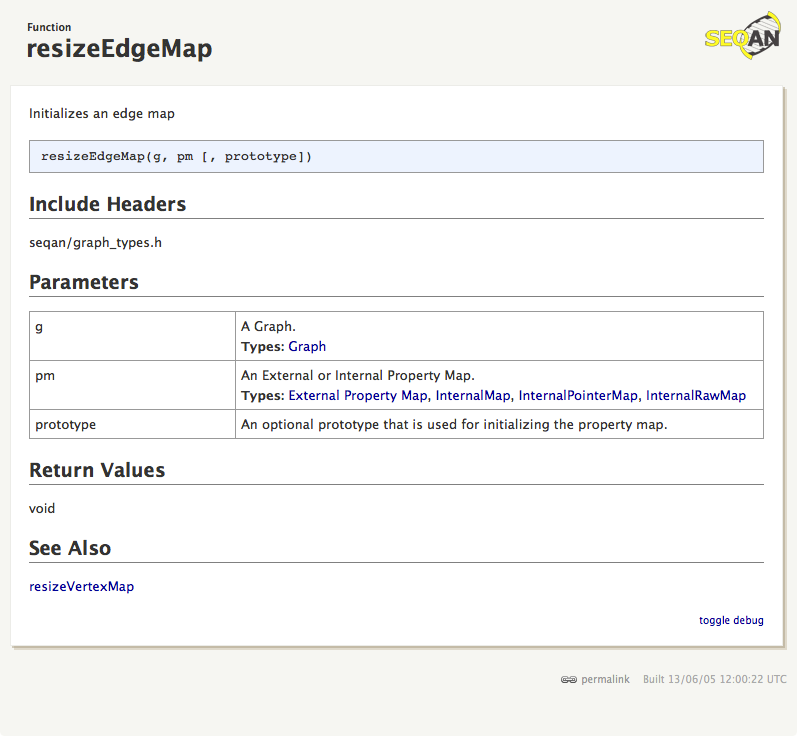 Function
resizeEdgeMap
SEQAN
Initializes an edge map
resizeEdgeMap(g, pm [, prototype])
Include Headers
seqan/graph_types.h
Parameters
g
A Graph.
Types: Graph
pm
An External or Internal Property Map.
Types: External Property Map, InternalMap, InternalPointerMap, InternalRawMap
prototype
An optional prototype that is used for initializing the property map.
Return Values
void
See Also
resizeVertexMap
toggle debug
permalink
Built 13/06/05 12:00:22 UTC